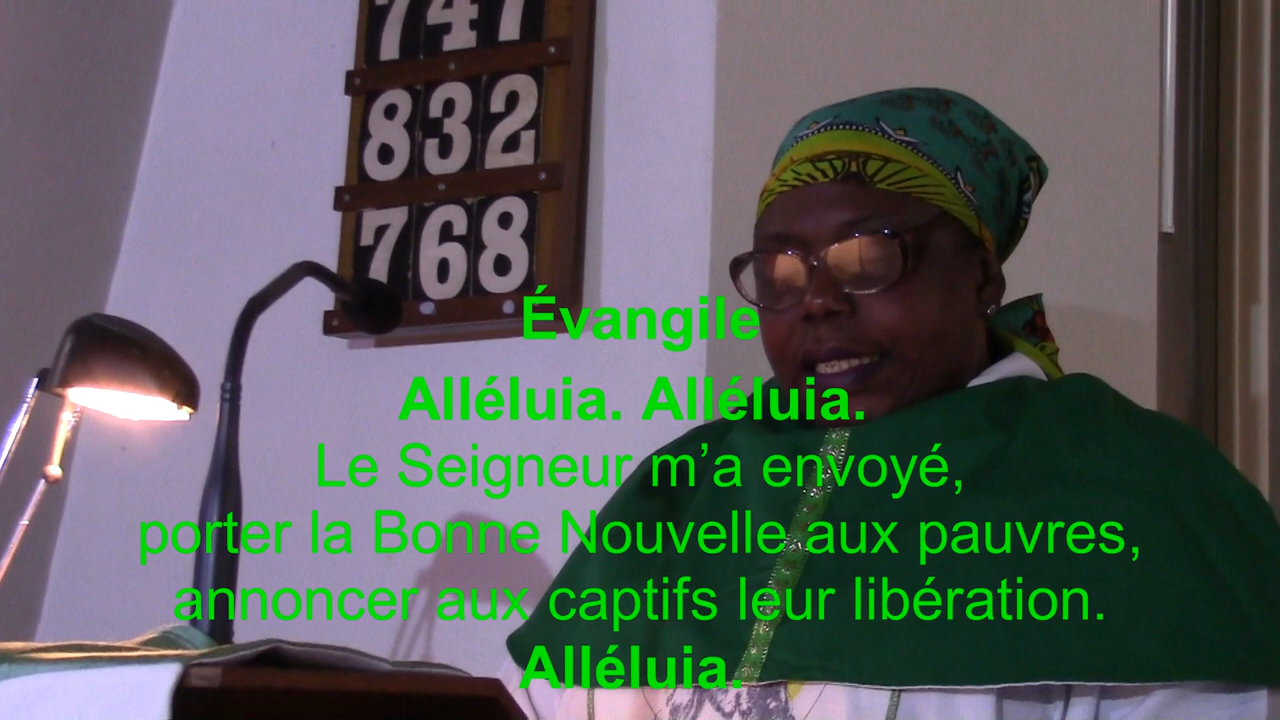 747
832
768
Évangile
Alléluia. Alléluia.
Le Seigneur m’a envoyé,
porter la Bonne Nouvelle aux pauvres,
annoncer aux captifs leur libération.
Alléluia.